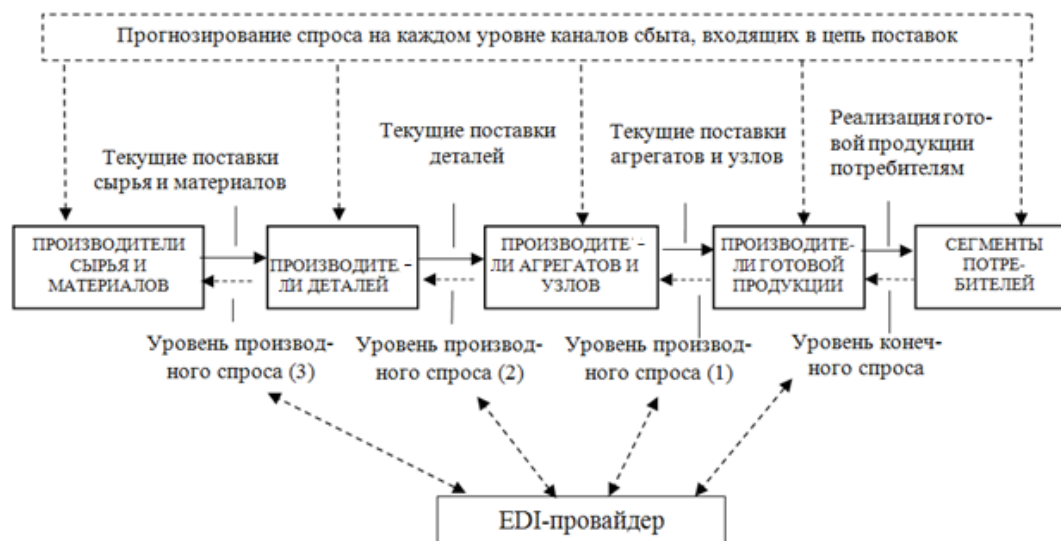 Прогнозирование спроса на каждом уровне каналов сбыта, входящих в цепь поставок
Текущие поставки
сырья и материалов
Текущие поставки
деталей
Текущие поставки
агрегатов и узлов
Реализация гото-
вой продукции
потребителям
ПРОИЗВОДИТЕЛИ
СЫРЬЯ И
МАТЕРИАЛОВ
ПРОИЗВОДИТЕ –
ЛИ ДЕТАЛЕЙ
ПРОИЗВОДИТЕ –
ЛИ АГРЕГАТОВ И
УЗЛОВ
ПРОИЗВОДИТЕ-
ЛИ ГОТОВОЙ
ПРОДУКЦИИ
СЕГМЕНТЫ
ПОТРЕ-
БИТЕЛЕЙ
Уровень производ-
ного спроса (3)
Уровень производ-
ного спроса (2)
Уровень производ-
ного спроса (1)
Уровень конеч-
ного спроса
EDI-провайдер